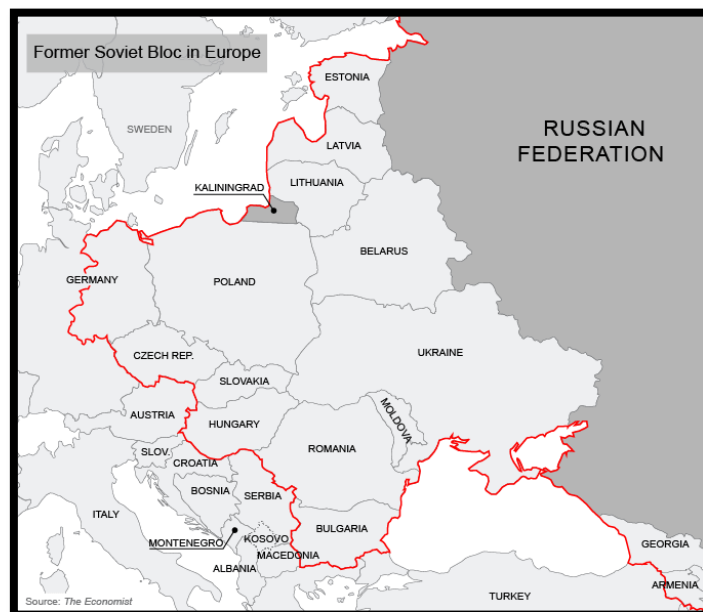 Former Soviet Bloc in Europe
ESTONIA
SWEDEN
RUSSIAN
FEDERATION
LATVIA
LITHUANIA
KALININGRAD
BELARUS
GERMANY
POLAND
UKRAINE
CZECH REP.
SLOVAKIA
AUSTRIA
MOLDOVA
HUNGARY
ROMANIA
SLOV.
CROATIA
BOSNIA
SERBIA
ITALY
BULGARIA
MONTENEGRO
KOSOVO
GEORGIA
MACEDONIA
ALBANIA
ARMENIA
TURKEY
Source: The Economist